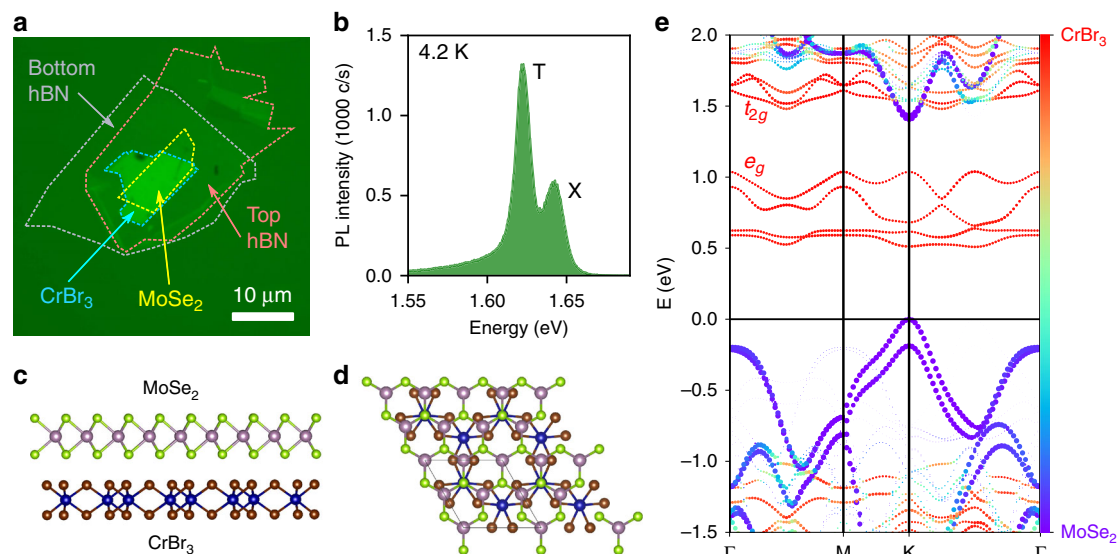 a
Bottom
hBN
Top
hBN
CrBr₃
MoSe₂
10 μm
b
4.2 K
T
X
PL intensity (1000 c/s)
1.5
1.0
0.5
0.0
1.55
1.60
1.65
Energy (eV)
c
MoSe₂
CrBr₃
d
e
CrBr₃
E (eV)
2.0
1.5
1.0
0.5
0.0
−0.5
−1.0
−1.5
t₂g
eg
Γ
M
K
Γ
MoSe₂